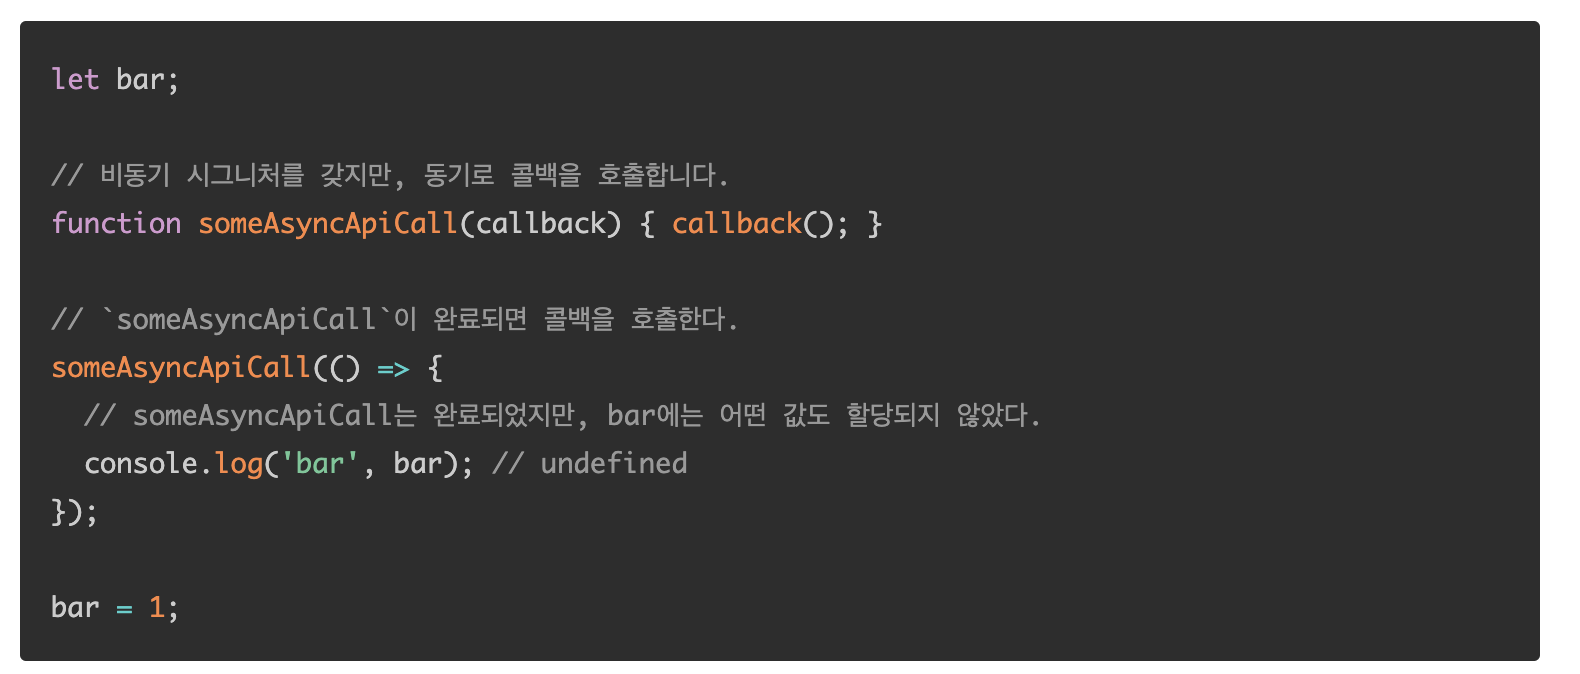 let bar;
// 비동기 시그니처를 갖지만, 동기로 콜백을 호출합니다.
function someAsyncApiCall(callback) { callback(); }
// `someAsyncApiCall`이 완료되면 콜백을 호출한다.
someAsyncApiCall(() => {
  // someAsyncApiCall는 완료되었지만, bar에는 어떤 값도 할당되지 않았다.
  console.log('bar', bar); // undefined
});
bar = 1;